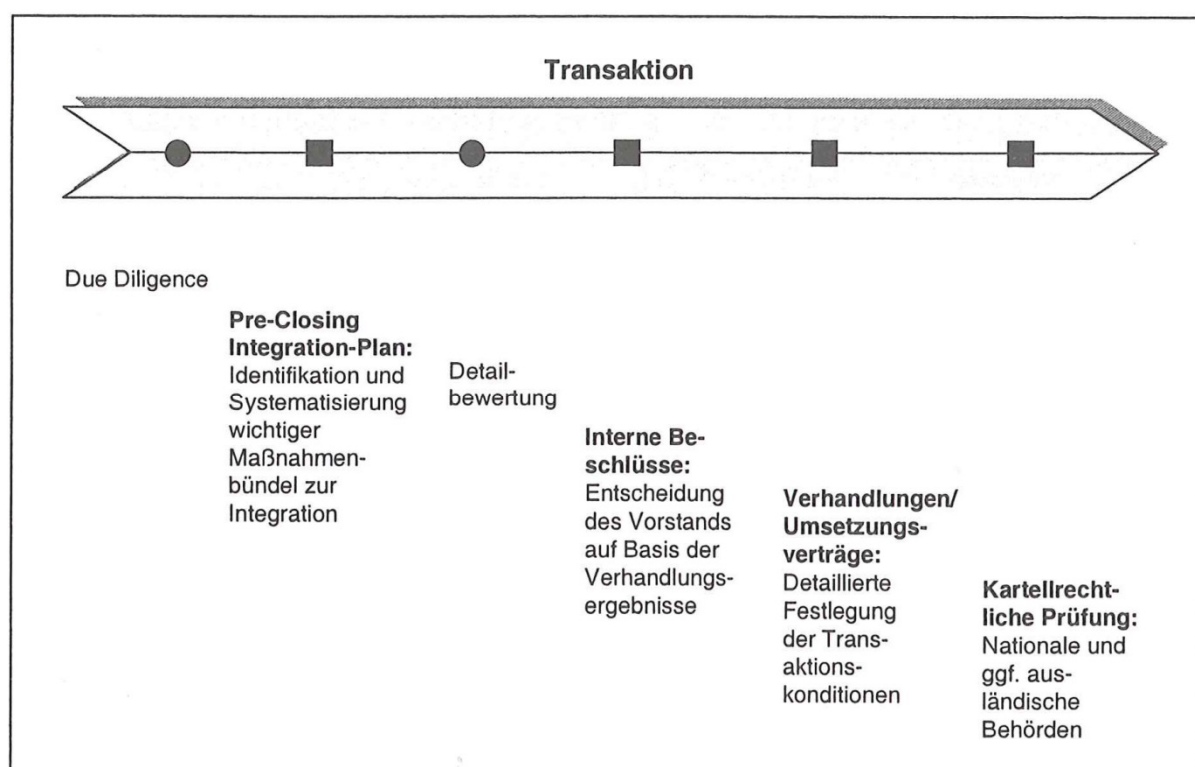 Transaktion
Due Diligence
Pre-Closing
Integration-Plan:
Identifikation und
Systematisierung
wichtiger
Maßnahmen-
bündel zur
Integration
Detail-
bewertung
Interne Be-
schlüsse:
Entscheidung
des Vorstands
auf Basis der
Verhandlungs-
ergebnisse
Verhandlungen/
Umsetzungs-
verträge:
Detaillierte
Festlegung
der Trans-
aktions-
konditionen
Kartellrecht-
liche Prüfung:
Nationale und
ggf. aus-
ländische
Behörden